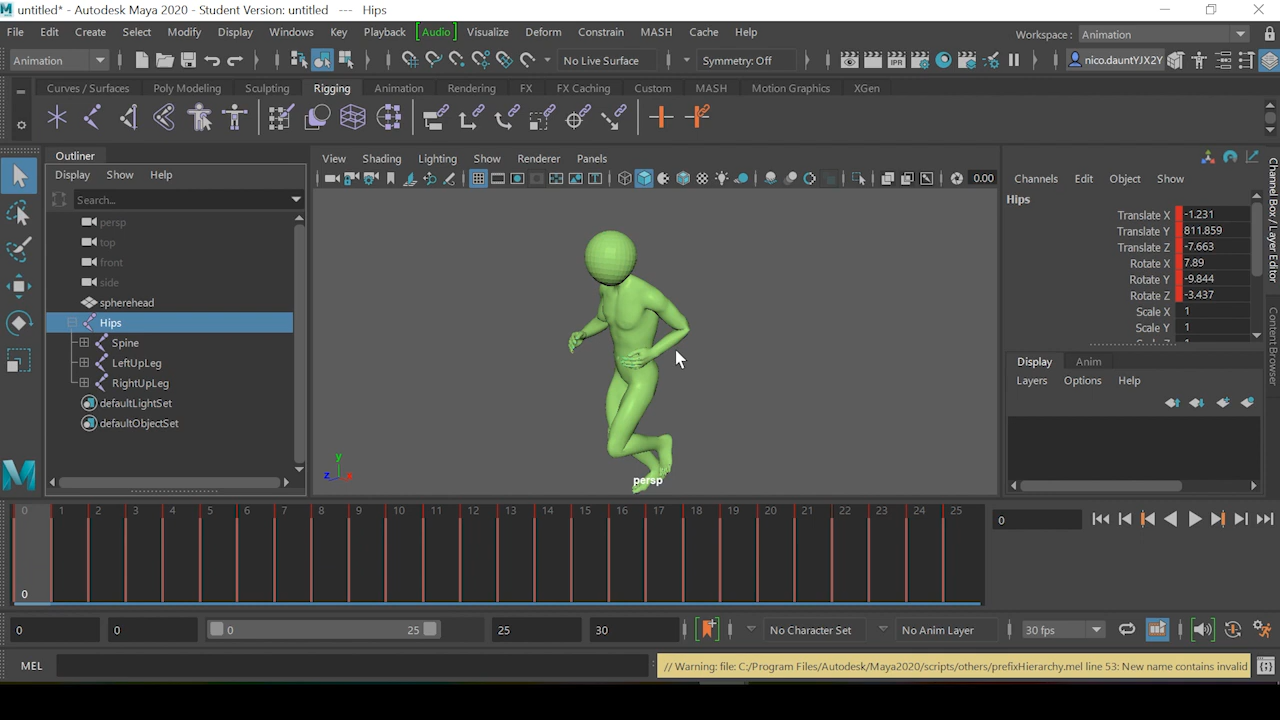 untitled* - Autodesk Maya 2020 - Student Version: untitled --- Hips
File Edit Create Select Modify Display Windows Key Playback Audio Visualize Deform Constrain MASH Cache Help
Workspace : Animation
Animation No Live Surface Symmetry: Off IPR nico.dauntYJX2Y
Curves / Surfaces Poly Modeling Sculpting Rigging Animation Rendering FX FX Caching Custom MASH Motion Graphics XGen
Outliner
Display Show Help
Search...
persp
top
front
side
spherehead
Hips
Spine
LeftUpLeg
RightUpLeg
defaultLightSet
defaultObjectSet
View Shading Lighting Show Renderer Panels
0.00
y
z
x
persp
Channels Edit Object Show
Hips
Translate X -1.231
Translate Y 811.859
Translate Z -7.663
Rotate X 7.89
Rotate Y -9.844
Rotate Z -3.437
Scale X 1
Scale Y 1
Display Anim
Layers Options Help
Channel Box / Layer Editor
Content Browser
0 1 2 3 4 5 6 7 8 9 10 11 12 13 14 15 16 17 18 19 20 21 22 23 24 25
0
0
0 0 0 25 25 30 No Character Set No Anim Layer 30 fps
MEL // Warning: file: C:/Program Files/Autodesk/Maya2020/scripts/others/prefixHierarchy.mel line 53: New name contains invalid